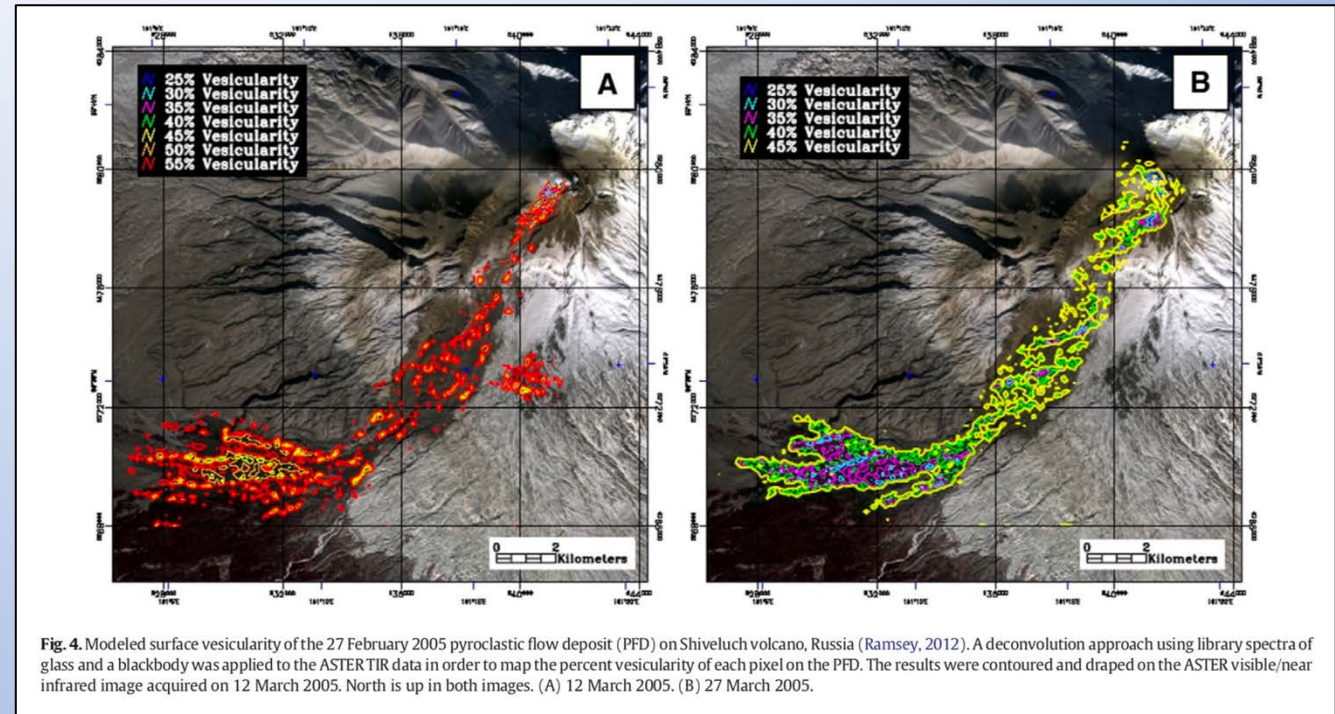 A
25% Vesicularity
30% Vesicularity
35% Vesicularity
40% Vesicularity
45% Vesicularity
50% Vesicularity
55% Vesicularity
0 2
Kilometers
B
25% Vesicularity
30% Vesicularity
35% Vesicularity
40% Vesicularity
45% Vesicularity
0 2
Kilometers
Fig. 4. Modeled surface vesicularity of the 27 February 2005 pyroclastic flow deposit (PFD) on Shiveluch volcano, Russia (Ramsey, 2012). A deconvolution approach using library spectra of
glass and a blackbody was applied to the ASTER TIR data in order to map the percent vesicularity of each pixel on the PFD. The results were contoured and draped on the ASTER visible/near
infrared image acquired on 12 March 2005. North is up in both images. (A) 12 March 2005. (B) 27 March 2005.